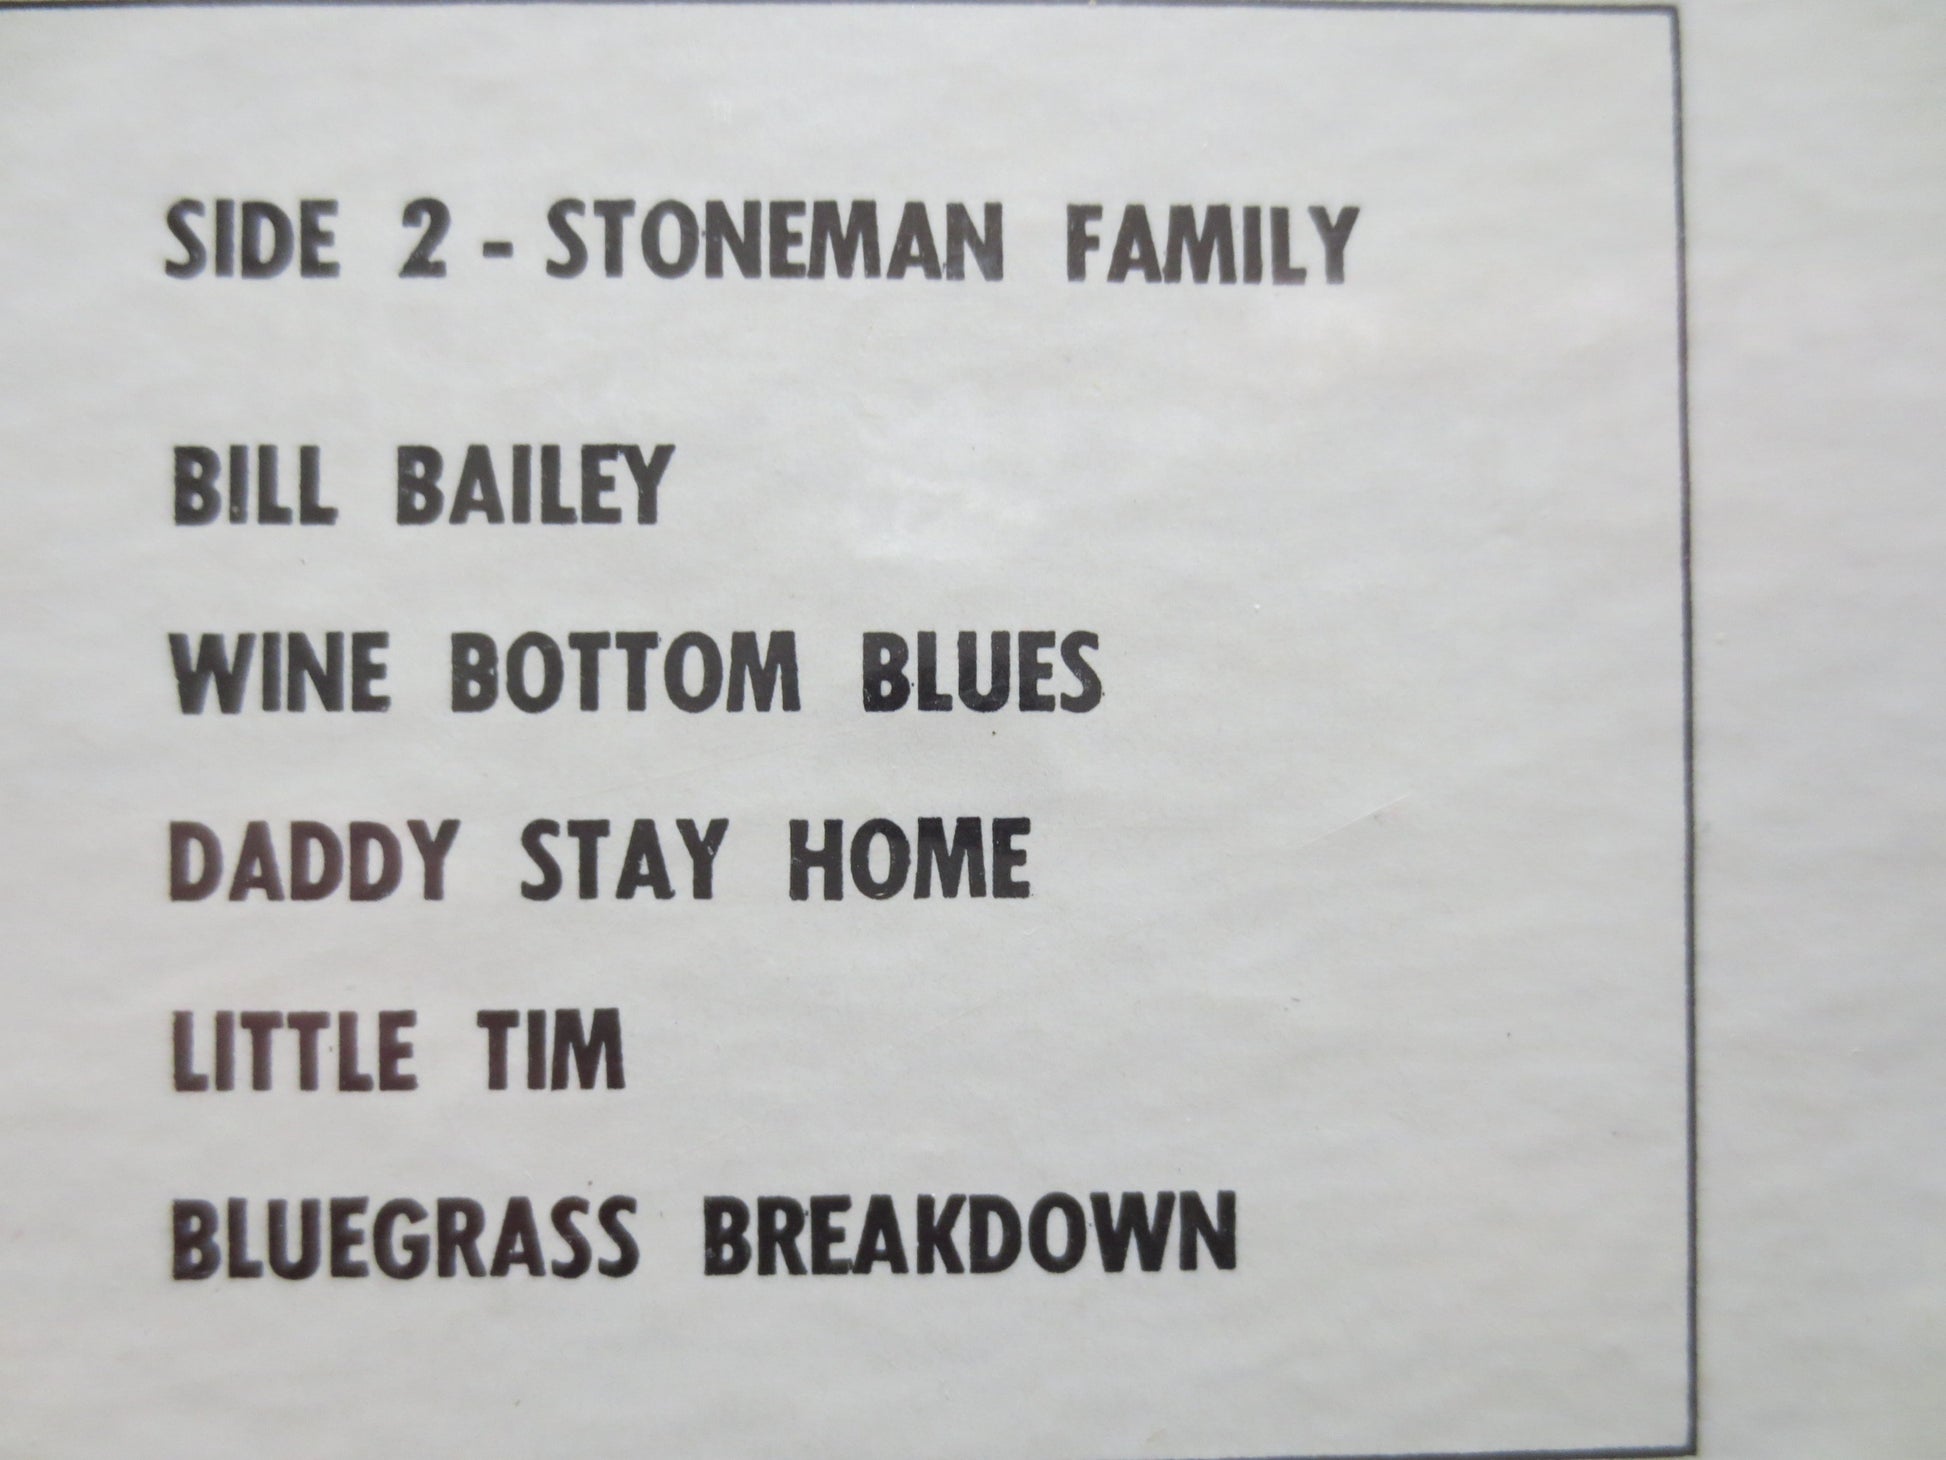 SIDE 2 - STONEMAN FAMILY
BILL BAILEY
WINE BOTTOM BLUES
DADDY STAY HOME
LITTLE TIM
BLUEGRASS BREAKDOWN